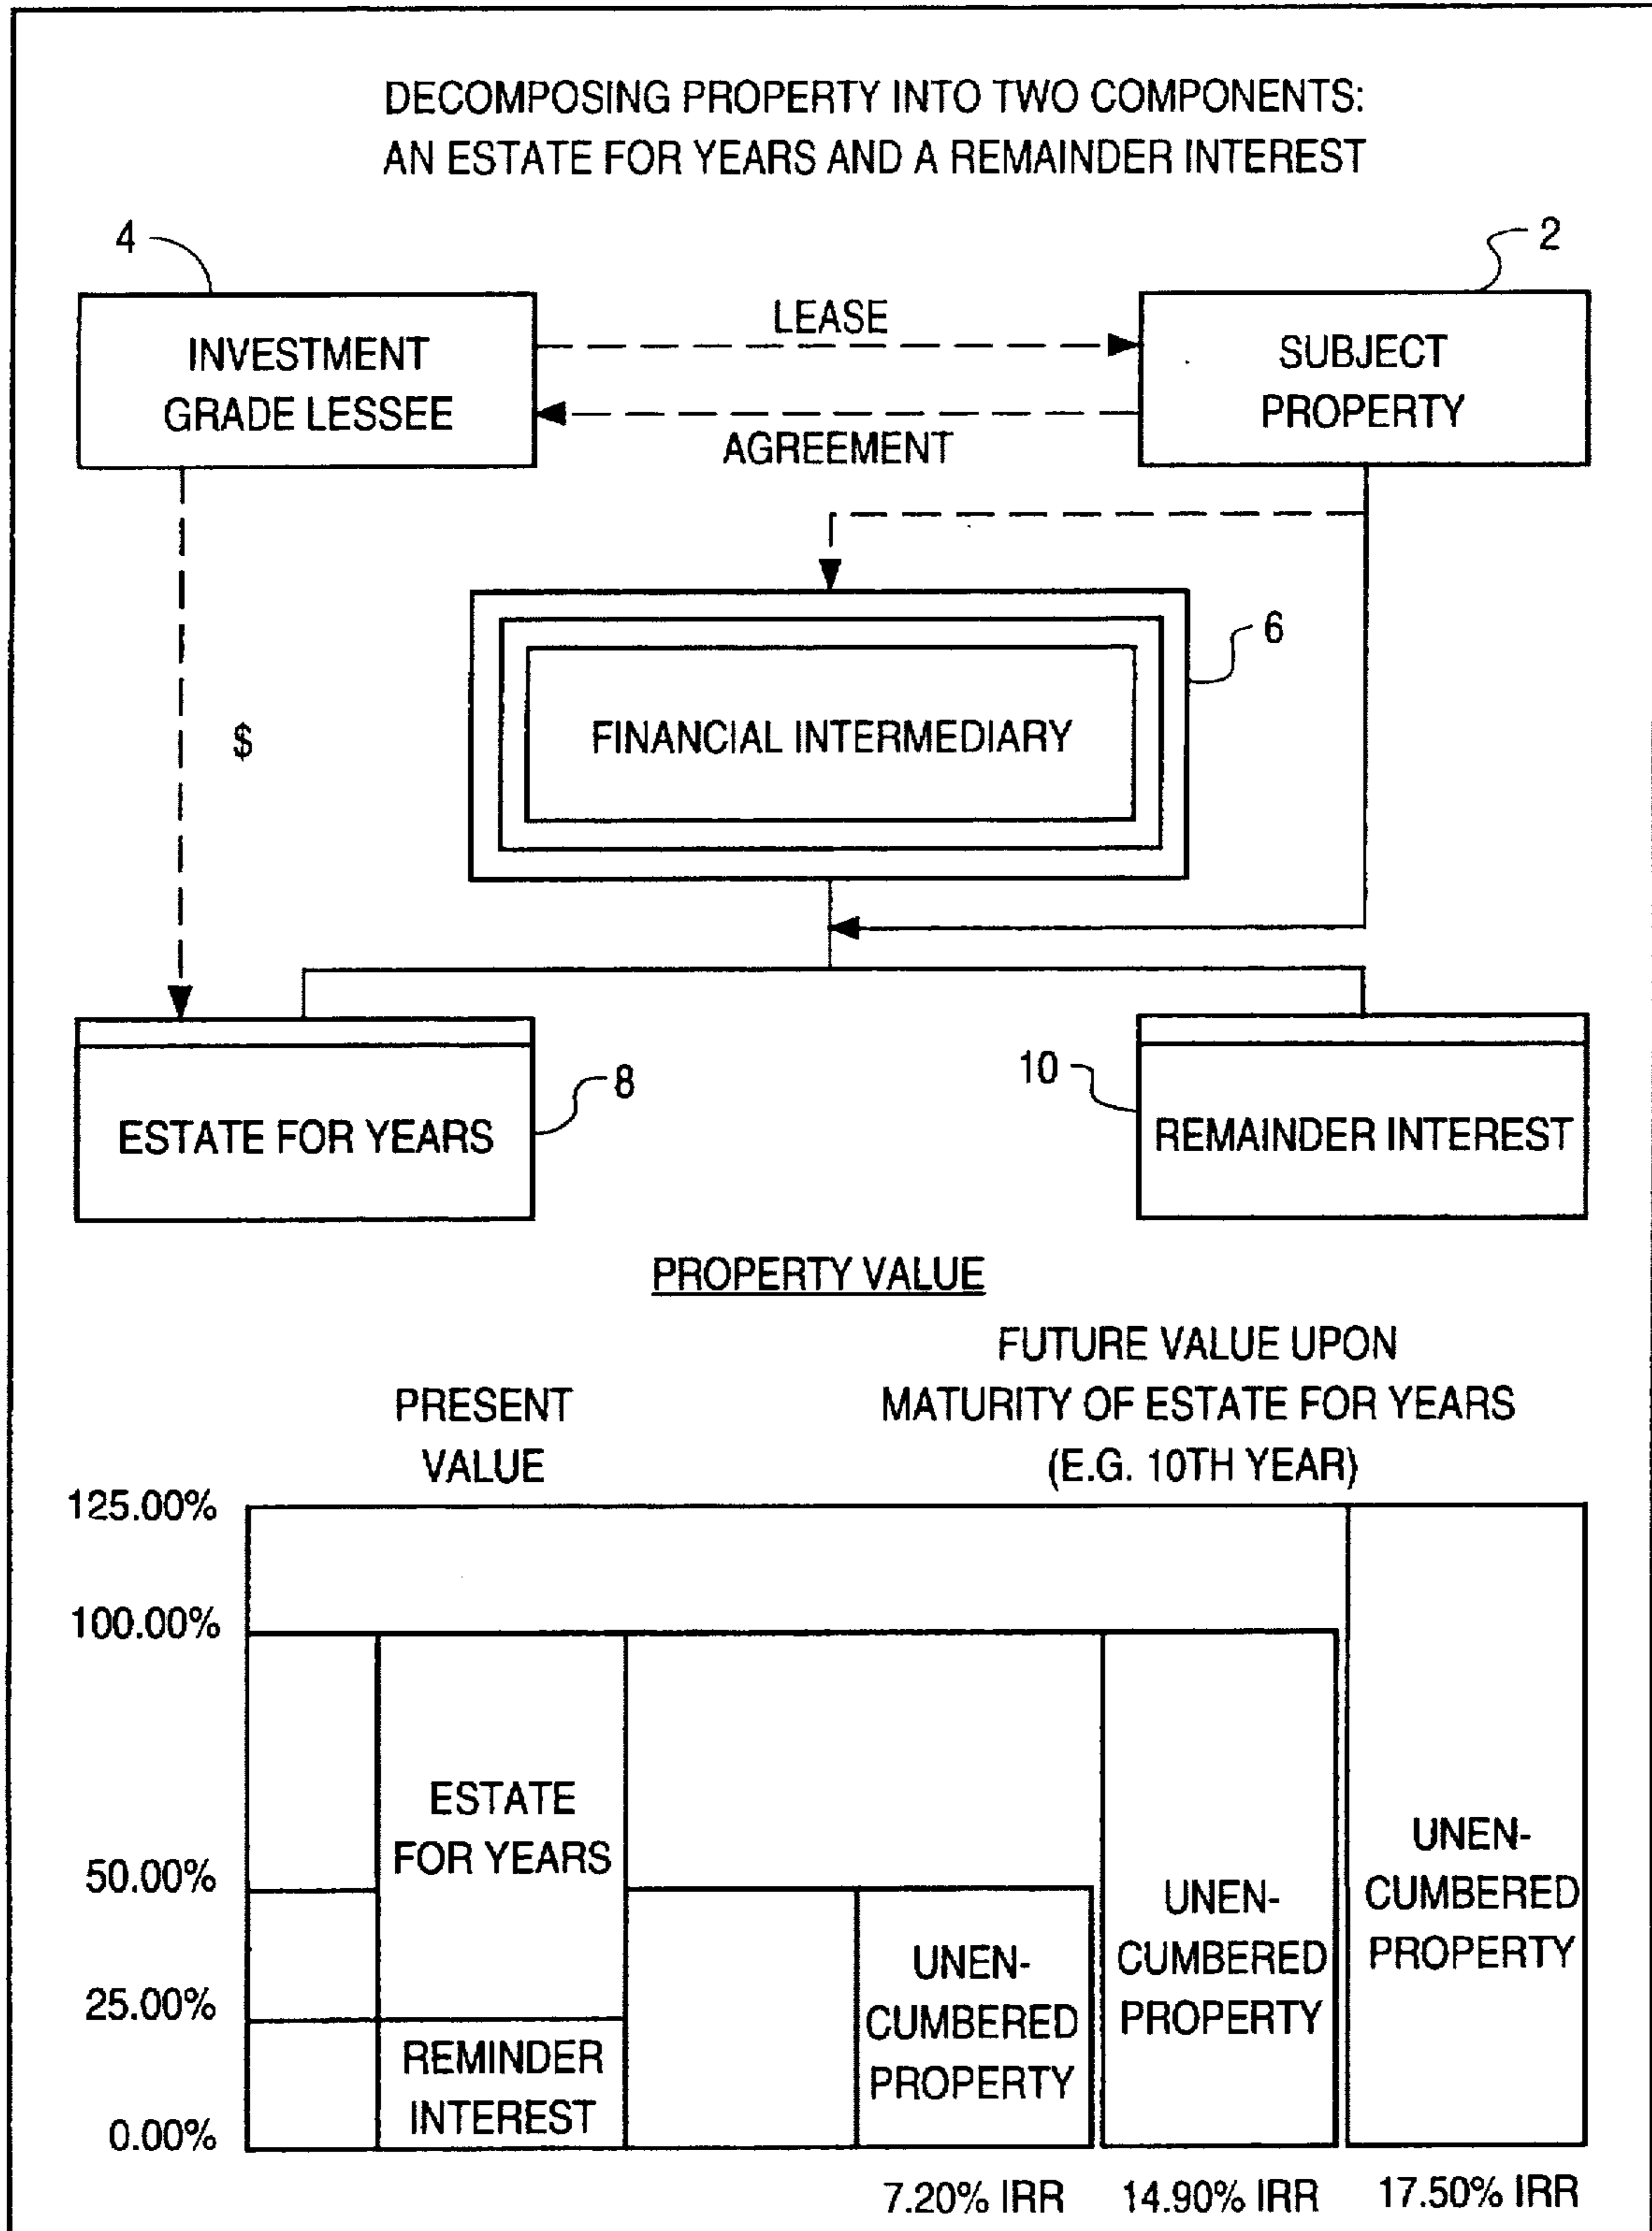 DECOMPOSING PROPERTY INTO TWO COMPONENTS:
AN ESTATE FOR YEARS AND A REMAINDER INTEREST
4
2
INVESTMENT
GRADE LESSEE
LEASE
AGREEMENT
SUBJECT
PROPERTY
6
FINANCIAL INTERMEDIARY
$
8
10
ESTATE FOR YEARS
REMAINDER INTEREST
PROPERTY VALUE
PRESENT
VALUE
FUTURE VALUE UPON
MATURITY OF ESTATE FOR YEARS
(E.G. 10TH YEAR)
125.00%
100.00%
50.00%
25.00%
0.00%
ESTATE
FOR YEARS
REMINDER
INTEREST
UNEN-
CUMBERED
PROPERTY
UNEN-
CUMBERED
PROPERTY
UNEN-
CUMBERED
PROPERTY
7.20% IRR
14.90% IRR
17.50% IRR